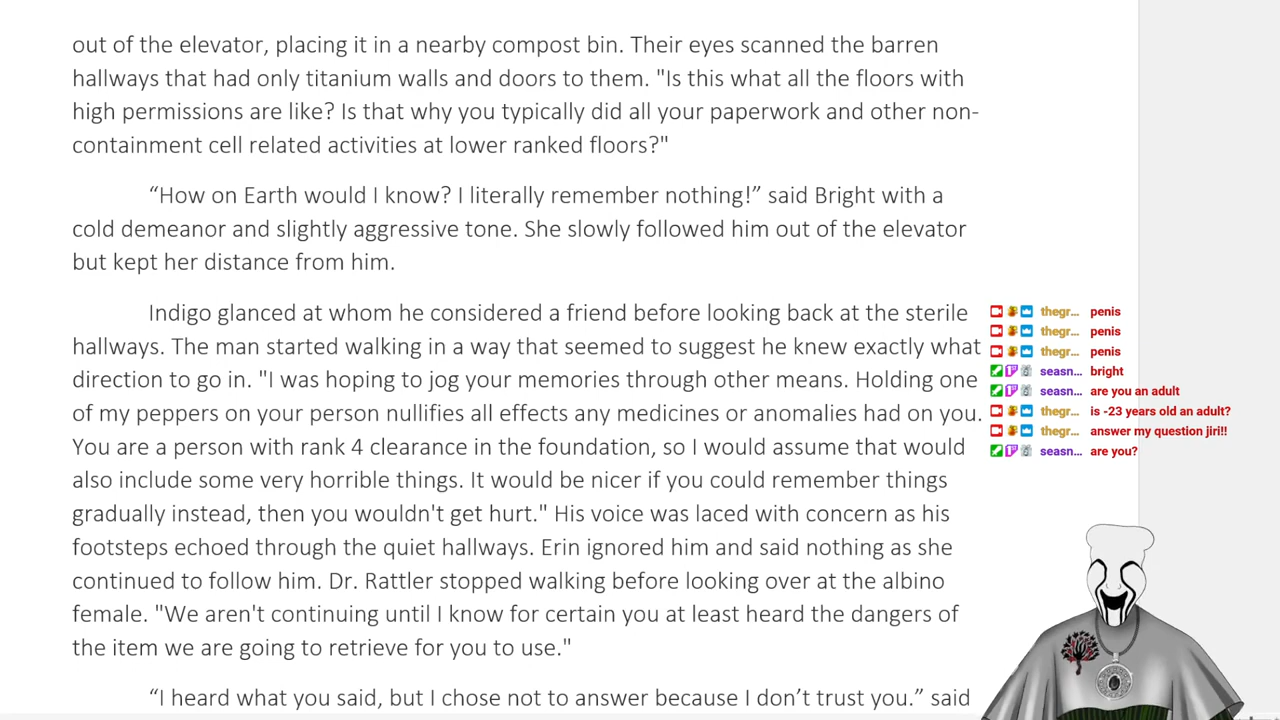 out of the elevator, placing it in a nearby compost bin. Their eyes scanned the barren
hallways that had only titanium walls and doors to them. "Is this what all the floors with
high permissions are like? Is that why you typically did all your paperwork and other non-
containment cell related activities at lower ranked floors?"
“How on Earth would I know? I literally remember nothing!” said Bright with a
cold demeanor and slightly aggressive tone. She slowly followed him out of the elevator
but kept her distance from him.
Indigo glanced at whom he considered a friend before looking back at the sterile
hallways. The man started walking in a way that seemed to suggest he knew exactly what
direction to go in. "I was hoping to jog your memories through other means. Holding one
of my peppers on your person nullifies all effects any medicines or anomalies had on you.
You are a person with rank 4 clearance in the foundation, so I would assume that would
also include some very horrible things. It would be nicer if you could remember things
gradually instead, then you wouldn't get hurt." His voice was laced with concern as his
footsteps echoed through the quiet hallways. Erin ignored him and said nothing as she
continued to follow him. Dr. Rattler stopped walking before looking over at the albino
female. "We aren't continuing until I know for certain you at least heard the dangers of
the item we are going to retrieve for you to use."
“I heard what you said, but I chose not to answer because I don’t trust you.” said
thegr... penis
thegr... penis
thegr... penis
seasn... bright
seasn... are you an adult
thegr... is -23 years old an adult?
thegr... answer my question jiri!!
seasn... are you?